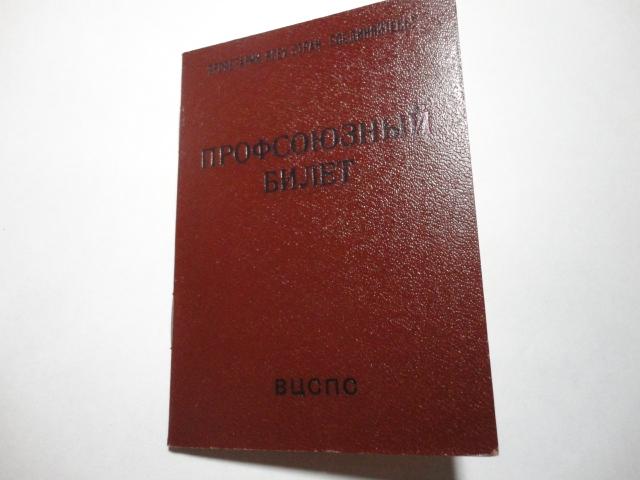 ПРОЛЕТАРИИ ВСЕХ СТРАН, СОЕДИНЯЙТЕСЬ!
ПРОФСОЮЗНЫЙ
БИЛЕТ
ВЦСПС